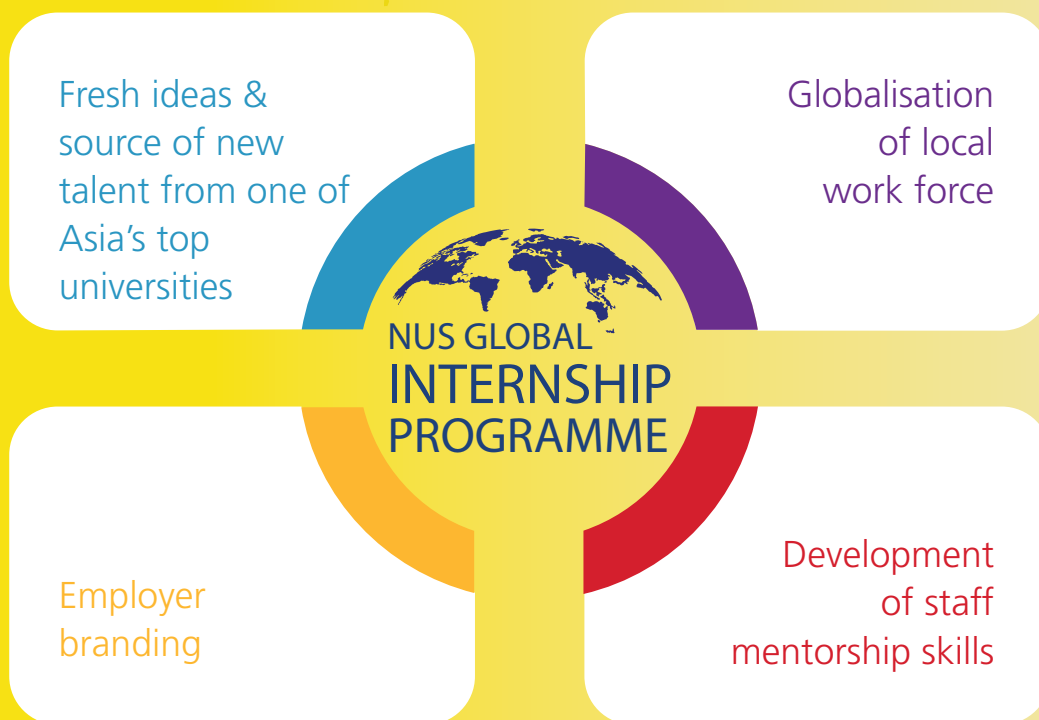 Fresh ideas &
source of new
talent from one of
Asia’s top
universities
Globalisation
of local
work force
NUS GLOBAL
INTERNSHIP
PROGRAMME
Employer
branding
Development
of staff
mentorship skills